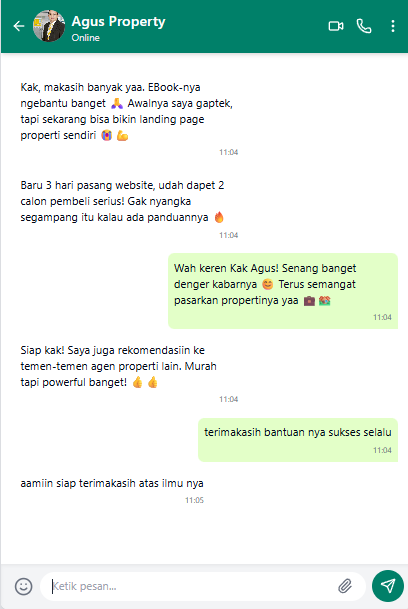 Agus Property
Online
Kak, makasih banyak yaa. EBook-nya
ngebantu banget 🙏 Awalnya saya gaptek,
tapi sekarang bisa bikin landing page
properti sendiri 🤩 💪
11:04
Baru 3 hari pasang website, udah dapet 2
calon pembeli serius! Gak nyangka
segampang itu kalau ada panduannya 🔥
11:04
Wah keren Kak Agus! Senang banget
denger kabarnya 😊 Terus semangat
pasarkan propertinya yaa 💼 🏘️
11:04
Siap kak! Saya juga rekomendasiin ke
temen-temen agen properti lain. Murah
tapi powerful banget! 👍 👍
11:04
terimakasih bantuan nya sukses selalu
11:04
aamiin siap terimakasih atas ilmu nya
11:05
Ketik pesan...